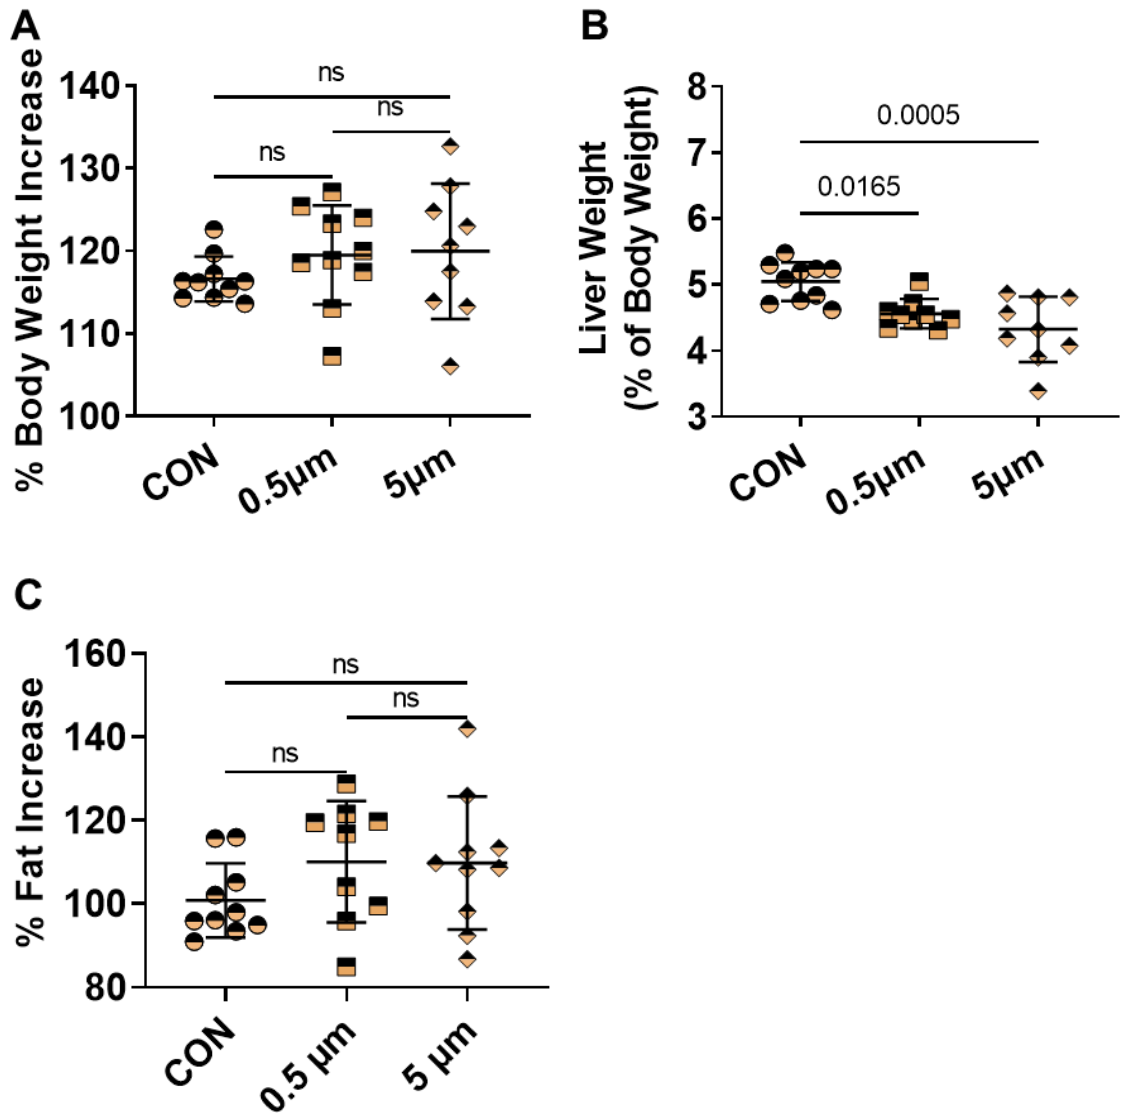 A
% Body Weight Increase
140
130
120
110
100
ns
ns
ns
CON
0.5µm
5µm
B
Liver Weight
(% of Body Weight)
8
7
6
5
4
3
0.0005
0.0165
CON
0.5µm
5µm
C
% Fat Increase
160
140
120
100
80
ns
ns
ns
CON
0.5 µm
5 µm